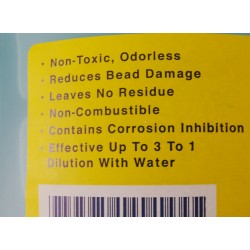 · Non-Toxic, Odorless
· Reduces Bead Damage
· Leaves No Residue
· Non-Combustible
· Contains Corrosion Inhibition
· Effective Up To 3 To 1
Dilution With Water